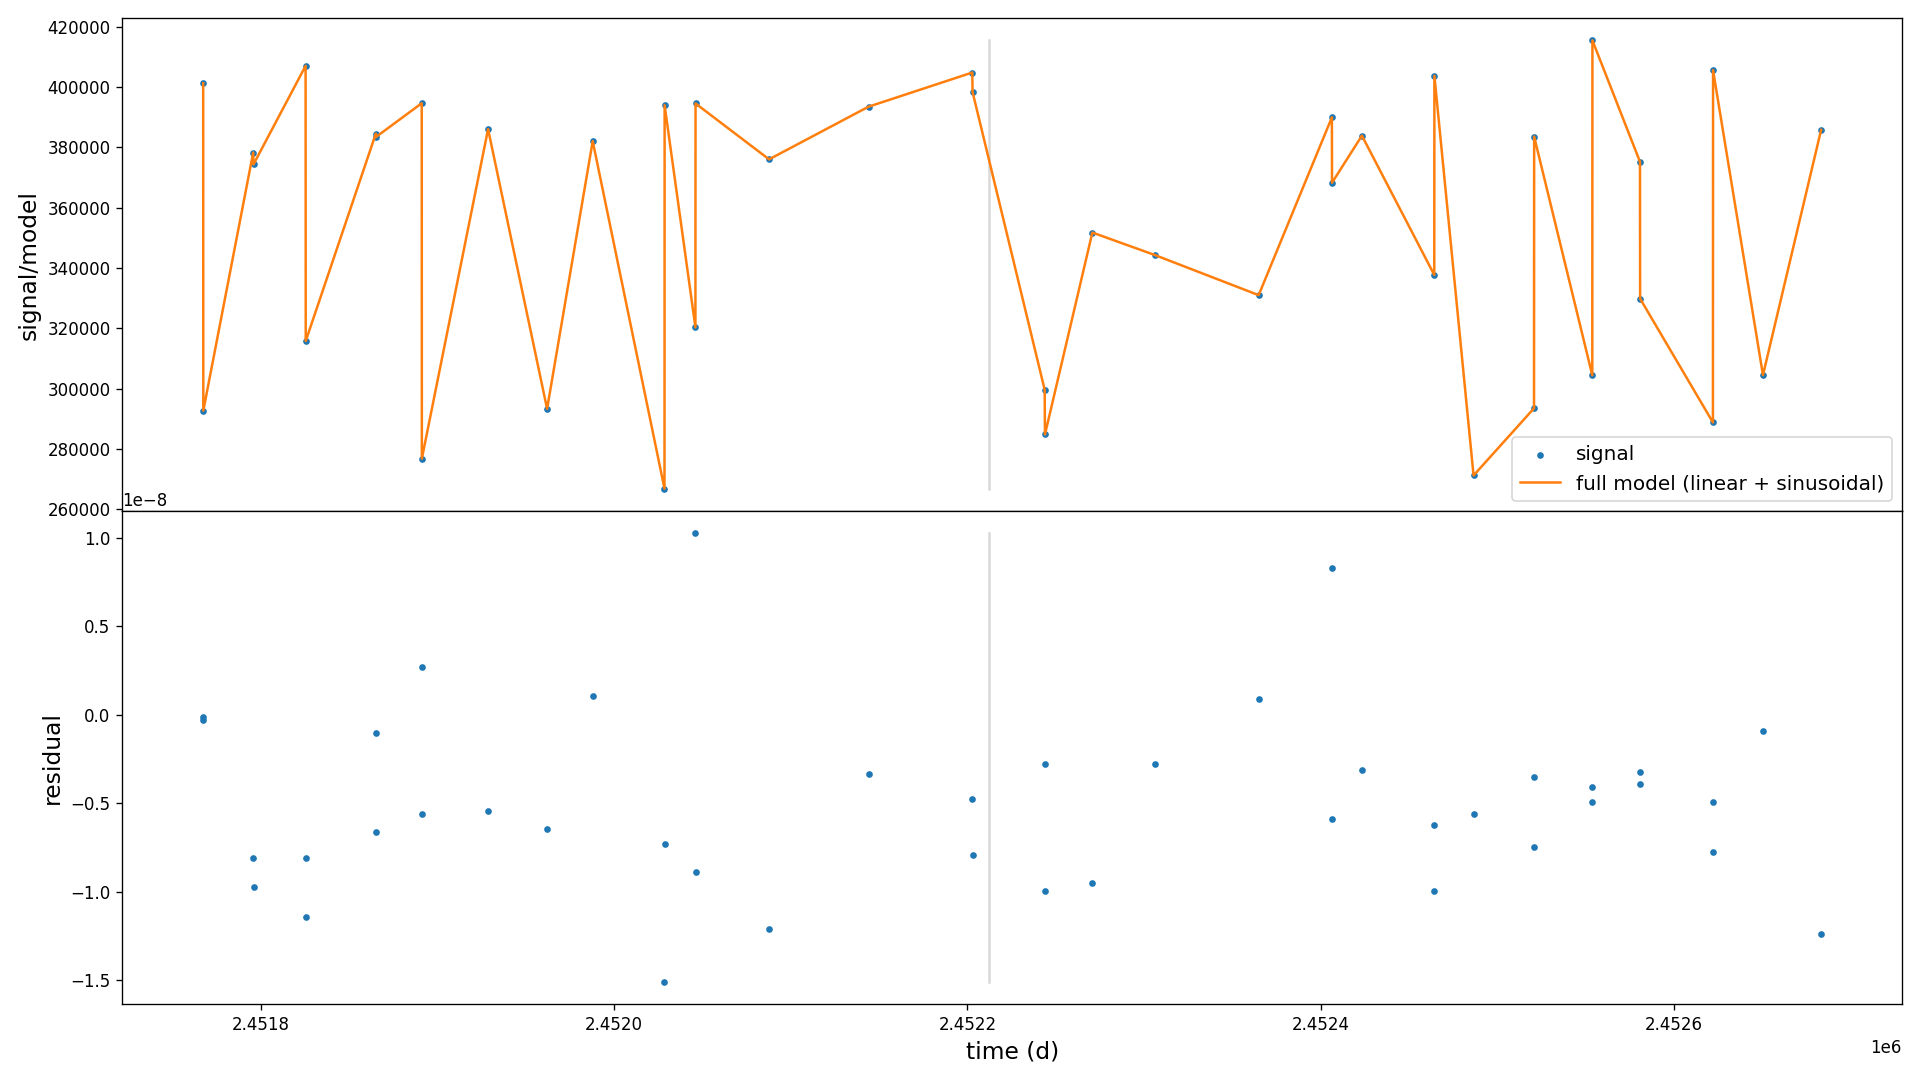 420000
400000
380000
360000
340000
320000
300000
280000
260000
signal/model
signal
full model (linear + sinusoidal)
1e−8
1.0
0.5
0.0
−0.5
−1.0
−1.5
residual
2.4518
2.4520
2.4522
2.4524
2.4526
time (d)
1e6